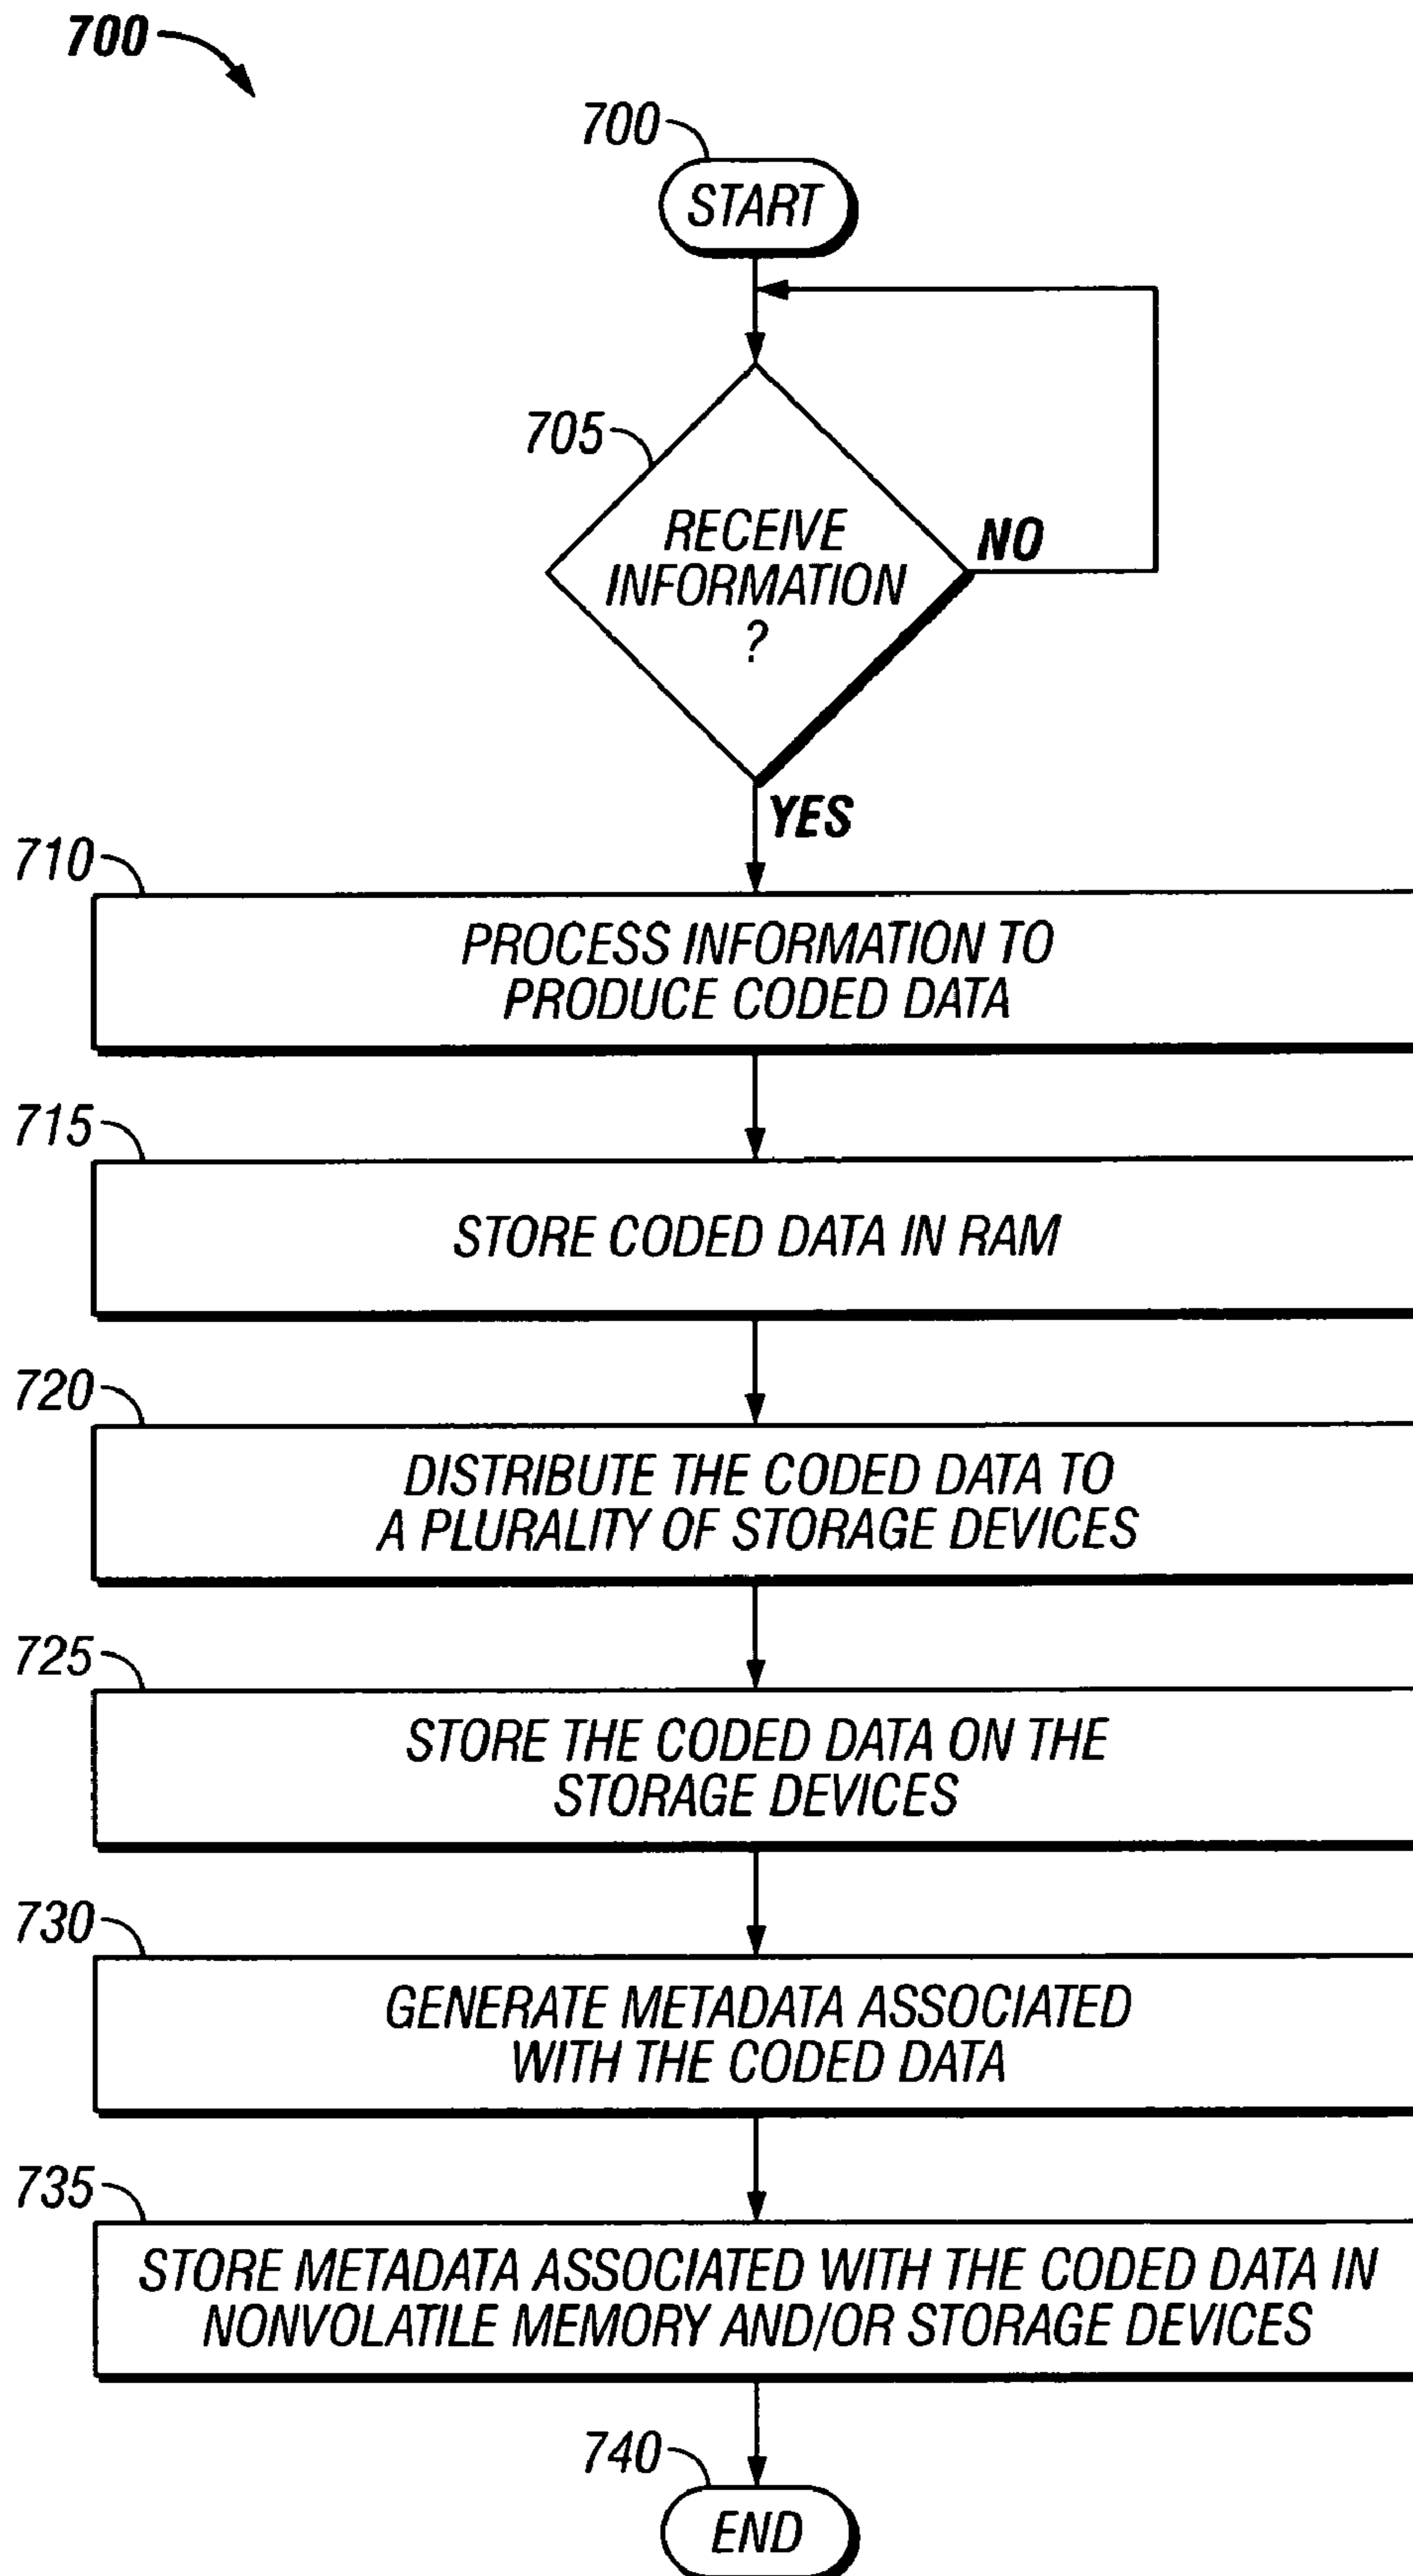 700
700
START
705
RECEIVE
INFORMATION
?
NO
YES
710
PROCESS INFORMATION TO
PRODUCE CODED DATA
715
STORE CODED DATA IN RAM
720
DISTRIBUTE THE CODED DATA TO
A PLURALITY OF STORAGE DEVICES
725
STORE THE CODED DATA ON THE
STORAGE DEVICES
730
GENERATE METADATA ASSOCIATED
WITH THE CODED DATA
735
STORE METADATA ASSOCIATED WITH THE CODED DATA IN
NONVOLATILE MEMORY AND/OR STORAGE DEVICES
740
END